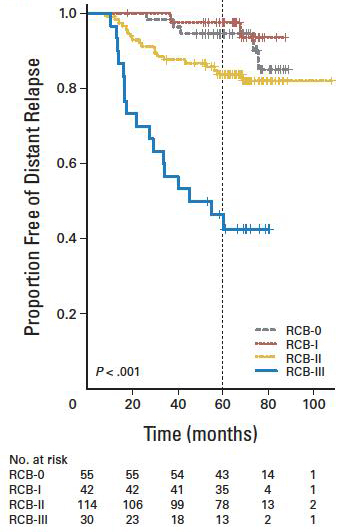 Proportion Free of Distant Relapse
1.0
0.8
0.6
0.4
0.2
RCB-0
RCB-I
RCB-II
RCB-III
P < .001
0 20 40 60 80 100
Time (months)
No. at risk
RCB-0 55 55 54 43 14 1
RCB-I 42 42 41 35 4 1
RCB-II 114 106 99 78 13 2
RCB-III 30 23 18 13 2 1